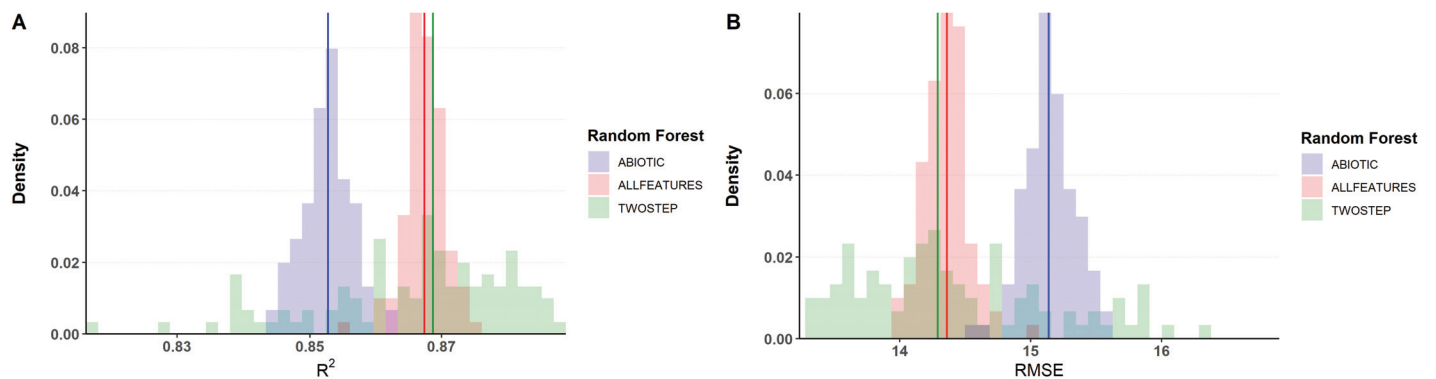 A
Density
0.08
0.06
0.04
0.02
0.00
0.83
0.85
0.87
R²
Random Forest
ABIOTIC
ALLFEATURES
TWOSTEP
B
Density
0.06
0.04
0.02
0.00
14
15
16
RMSE
Random Forest
ABIOTIC
ALLFEATURES
TWOSTEP